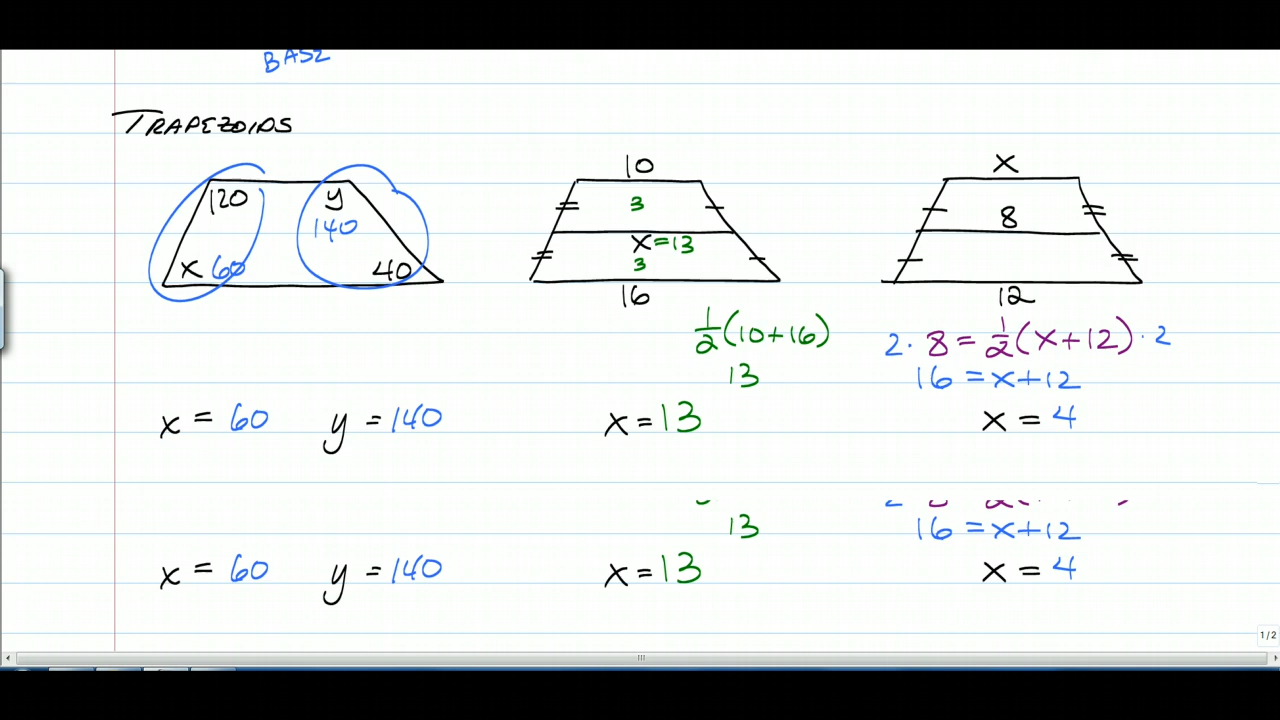 BASE
TRAPEZOIDS
120 y 140 x 60 40
10 3 x=13 3 16
x 8 12
1/2(10+16)
13
2 · 8 = 1/2(x+12) · 2
16 = x+12
x = 60 y = 140 x = 13 x = 4
13 16 = x+12
x = 60 y = 140 x = 13 x = 4
1/2